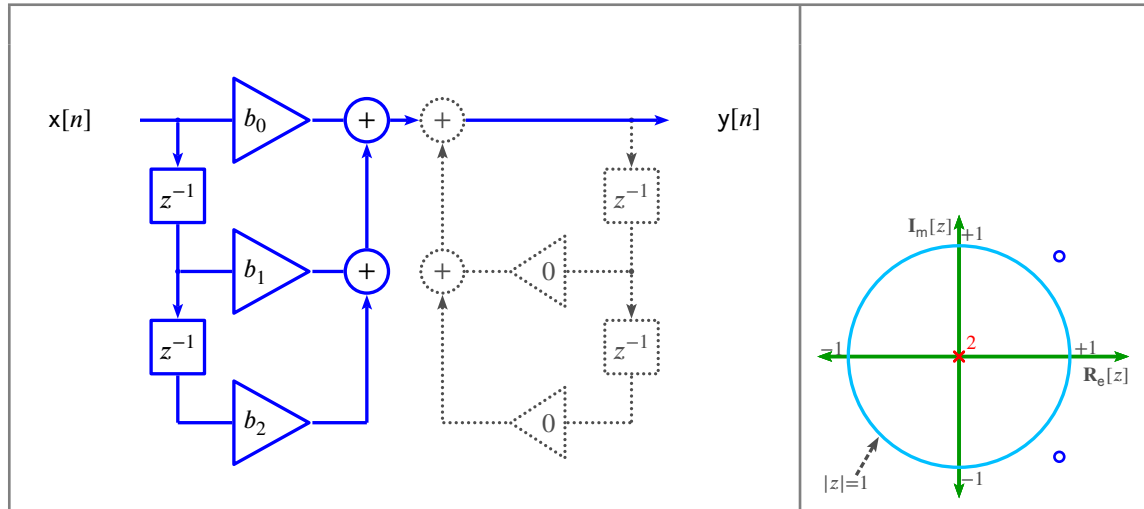 x[n]
b₀
+
+
y[n]
z⁻¹
z⁻¹
b₁
+
+
0
z⁻¹
z⁻¹
b₂
0
Iₘ[z]
+1
2
−1
+1
Rₑ[z]
−1
|z|=1